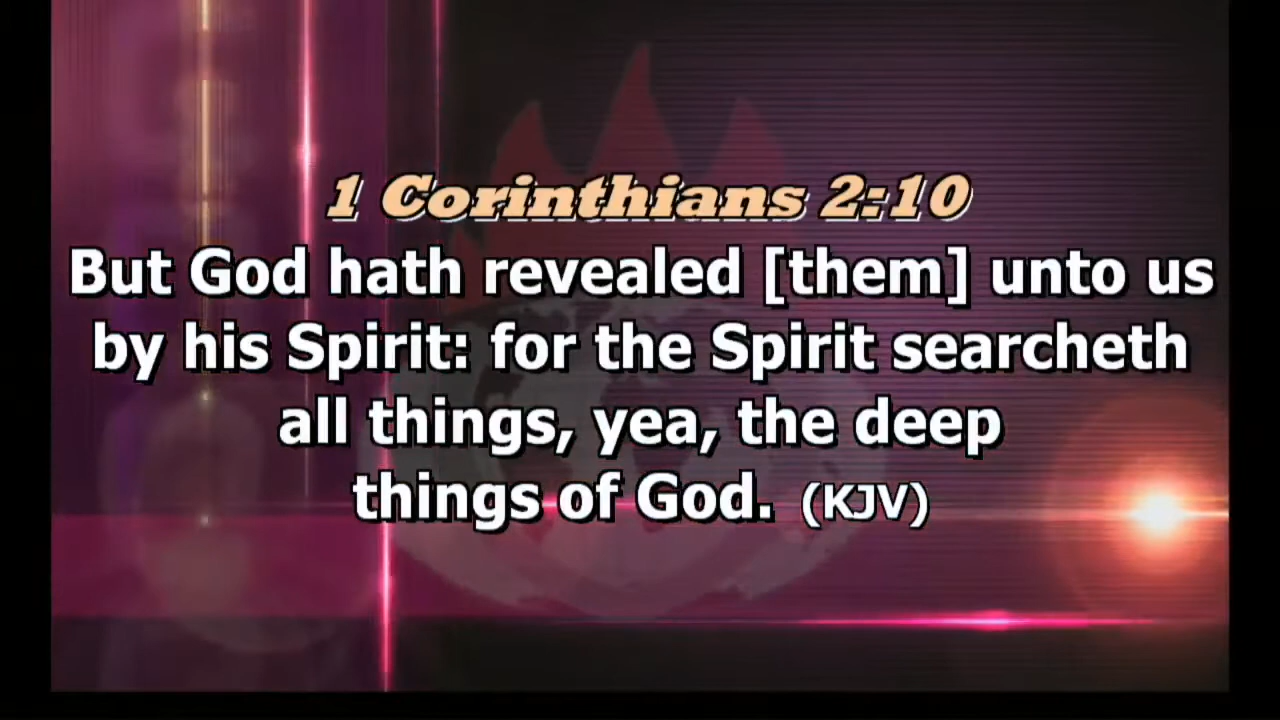 1 Corinthians 2:10
But God hath revealed [them] unto us
by his Spirit: for the Spirit searcheth
all things, yea, the deep
things of God. (KJV)